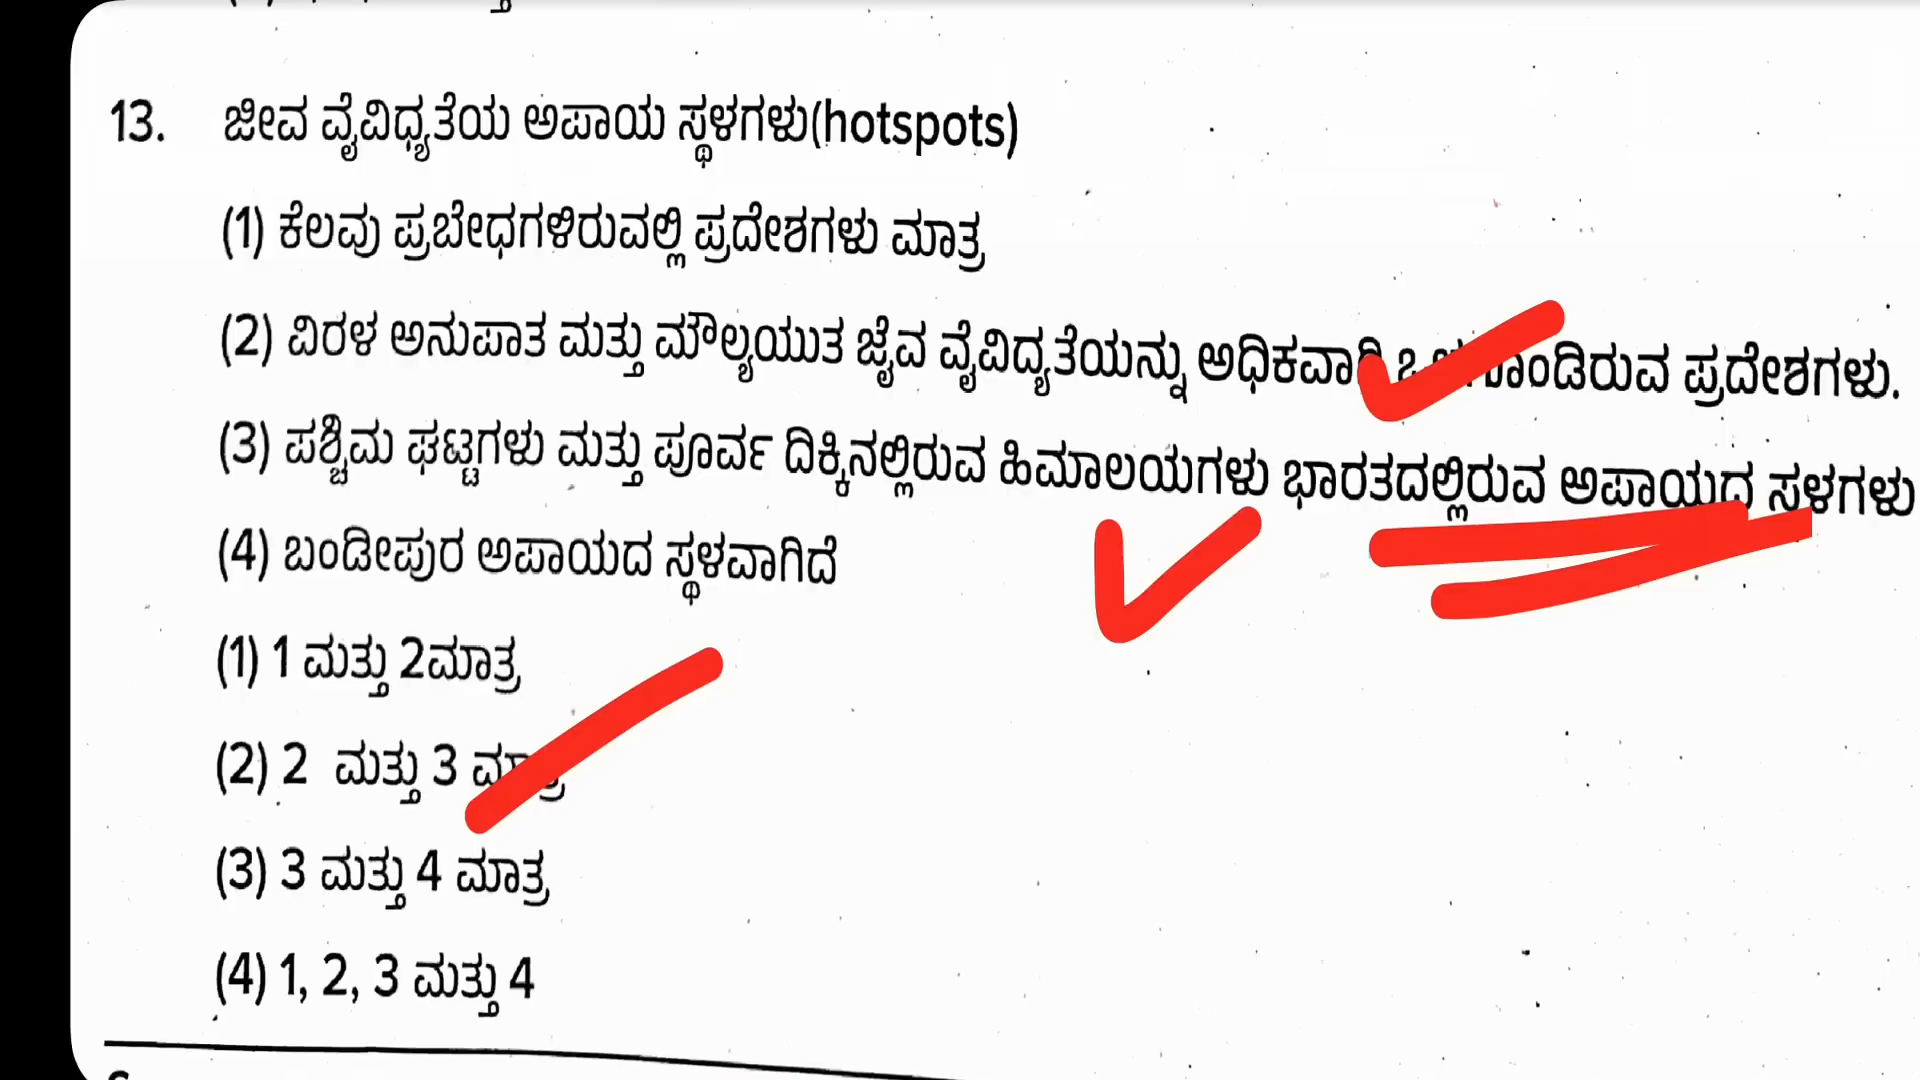 13. ಜೀವ ವೈವಿಧ್ಯತೆಯ ಅಪಾಯ ಸ್ಥಳಗಳು(hotspots)
(1) ಕೆಲವು ಪ್ರಬೇಧಗಳಿರುವಲ್ಲಿ ಪ್ರದೇಶಗಳು ಮಾತ್ರ
(2) ವಿರಳ ಅನುಪಾತ ಮತ್ತು ಮೌಲ್ಯಯುತ ಜೈವ ವೈವಿದ್ಯತೆಯನ್ನು ಅಧಿಕವಾಗಿ ಪ್ರದೇಶಗಳು.
(3) ಪಶ್ಚಿಮ ಘಟ್ಟಗಳು ಮತ್ತು ಪೂರ್ವ ದಿಕ್ಕಿನಲ್ಲಿರುವ ಹಿಮಾಲಯಗಳು ಭಾರತದಲ್ಲಿರುವ ಅಪಾಯದ ಸಳಗಳು
(4) ಬಂಡೀಪುರ ಅಪಾಯದ ಸ್ಥಳವಾಗಿದೆ
(1) 1 ಮತ್ತು 2ಮಾತ್ರ
(2) 2 ಮತ್ತು 3 ಮಾತ್ರ
(3) 3 ಮತ್ತು 4 ಮಾತ್ರ
(4) 1, 2, 3 ಮತ್ತು 4